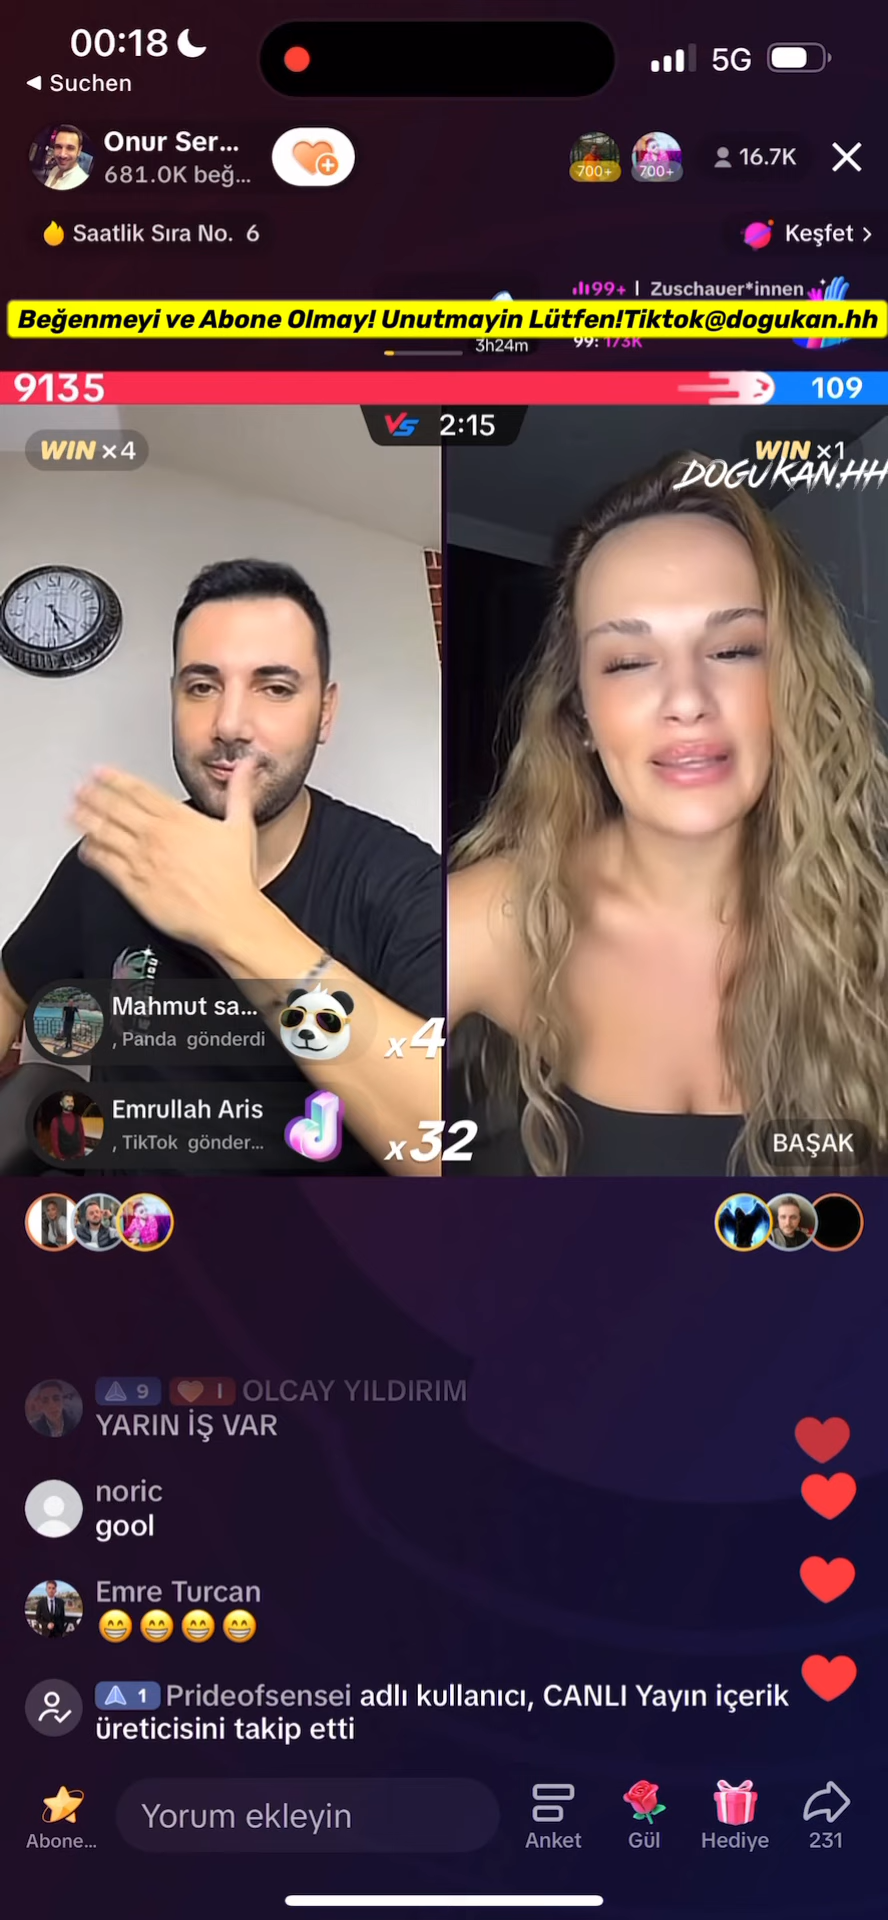 00:18
5G
◀ Suchen
Onur Ser...
681.0K beğ...
700+
700+
16.7K
Saatlik Sıra No. 6
Keşfet >
99+ | Zuschauer*innen
Beğenmeyi ve Abone Olmay! Unutmayin Lütfen!Tiktok@dogukan.hh
3h24m
99: 173K
9135
109
VS 2:15
WIN x4
WIN x1
DOGUKAN.HH
Mahmut sa...
, Panda gönderdi
x4
Emrullah Aris
, TikTok gönder...
x32
BAŞAK
9 I OLCAY YILDIRIM
YARIN İŞ VAR
noric
gool
Emre Turcan
😁😁😁😁
1 Prideofsensei adlı kullanıcı, CANLI Yayın içerik
üreticisini takip etti
Abone...
Yorum ekleyin
Anket
Gül
Hediye
231